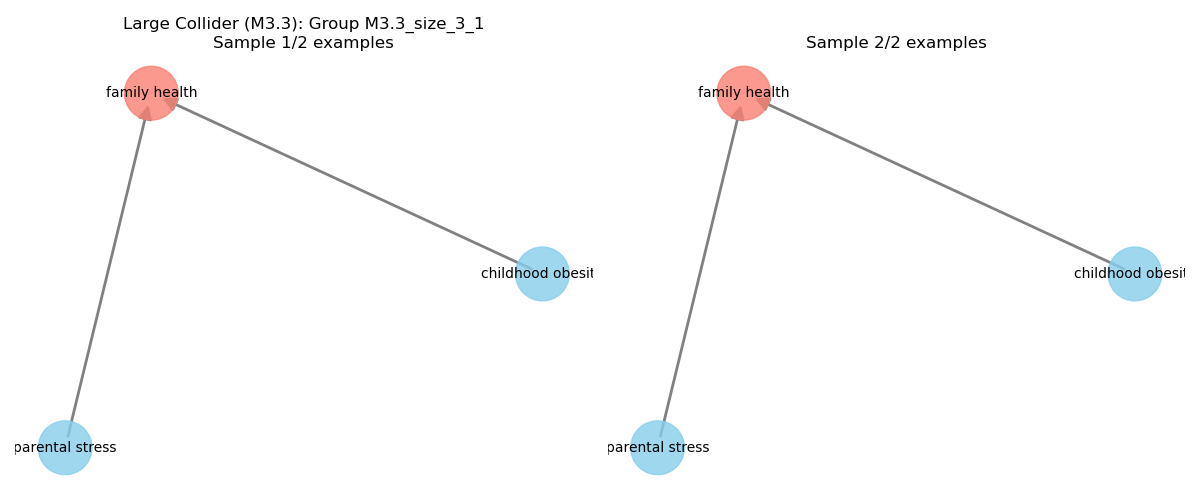 Large Collider (M3.3): Group M3.3_size_3_1
Sample 1/2 examples
family health
childhood obesit
parental stress
Sample 2/2 examples
family health
childhood obesit
parental stress